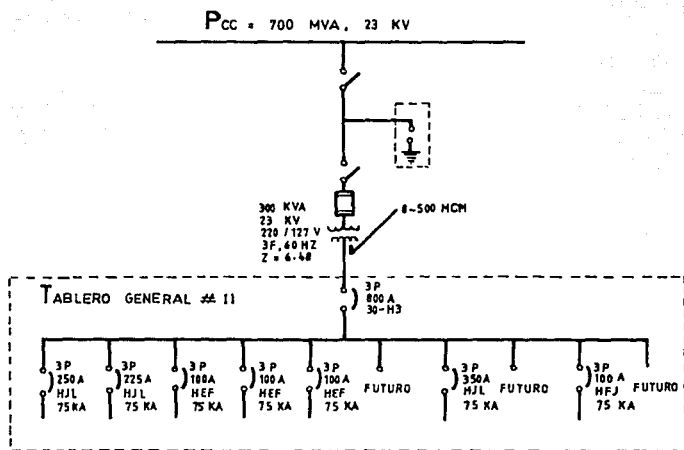 PCC = 700 MVA, 23 KV
300 KVA
23 KV
220/127 V
3F, 60 HZ
Z = 6.48
8~500 MCM
TABLERO GENERAL # 11
3P
800 A
30-H3
3P
250 A
HJL
75 KA
3P
225 A
HJL
75 KA
3P
100 A
HEF
75 KA
3P
100 A
HEF
75 KA
3P
100 A
HEF
75 KA
FUTURO
3P
350 A
HJL
75 KA
FUTURO
3P
100 A
HFJ
75 KA
FUTURO